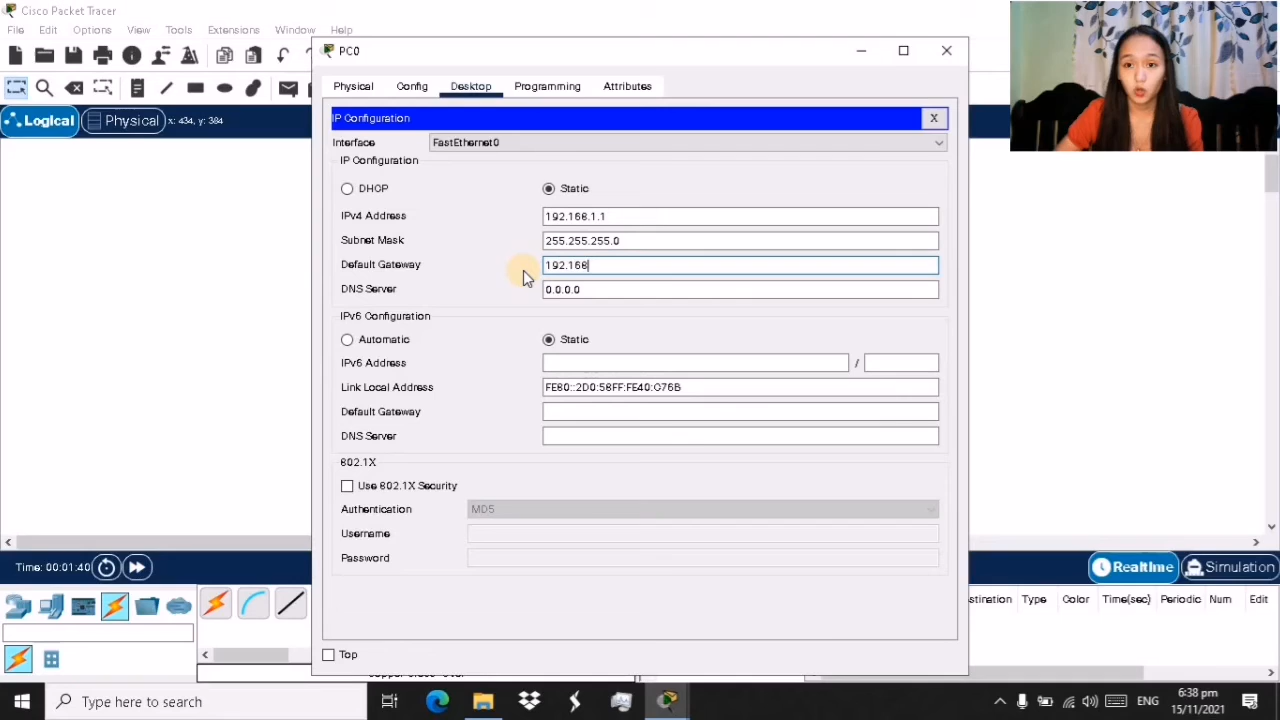 Cisco Packet Tracer
File Edit Options View Tools Extensions Window Help
PC0
Physical Config Desktop Programming Attributes
Logical Physical x: 434, y: 384
IP Configuration X
Interface FastEthernet0
IP Configuration
DHCP Static
IPv4 Address 192.168.1.1
Subnet Mask 255.255.255.0
Default Gateway 192.168
DNS Server 0.0.0.0
IPv6 Configuration
Automatic Static
IPv6 Address /
Link Local Address FE80::2D0:58FF:FE40:G76B
Default Gateway
DNS Server
802.1X
Use 802.1X Security
Authentication MD5
Username
Password
Time: 00:01:40 Realtime Simulation
stination Type Color Time(sec) Periodic Num Edit
Top
Type here to search
ENG
6:38 pm
15/11/2021